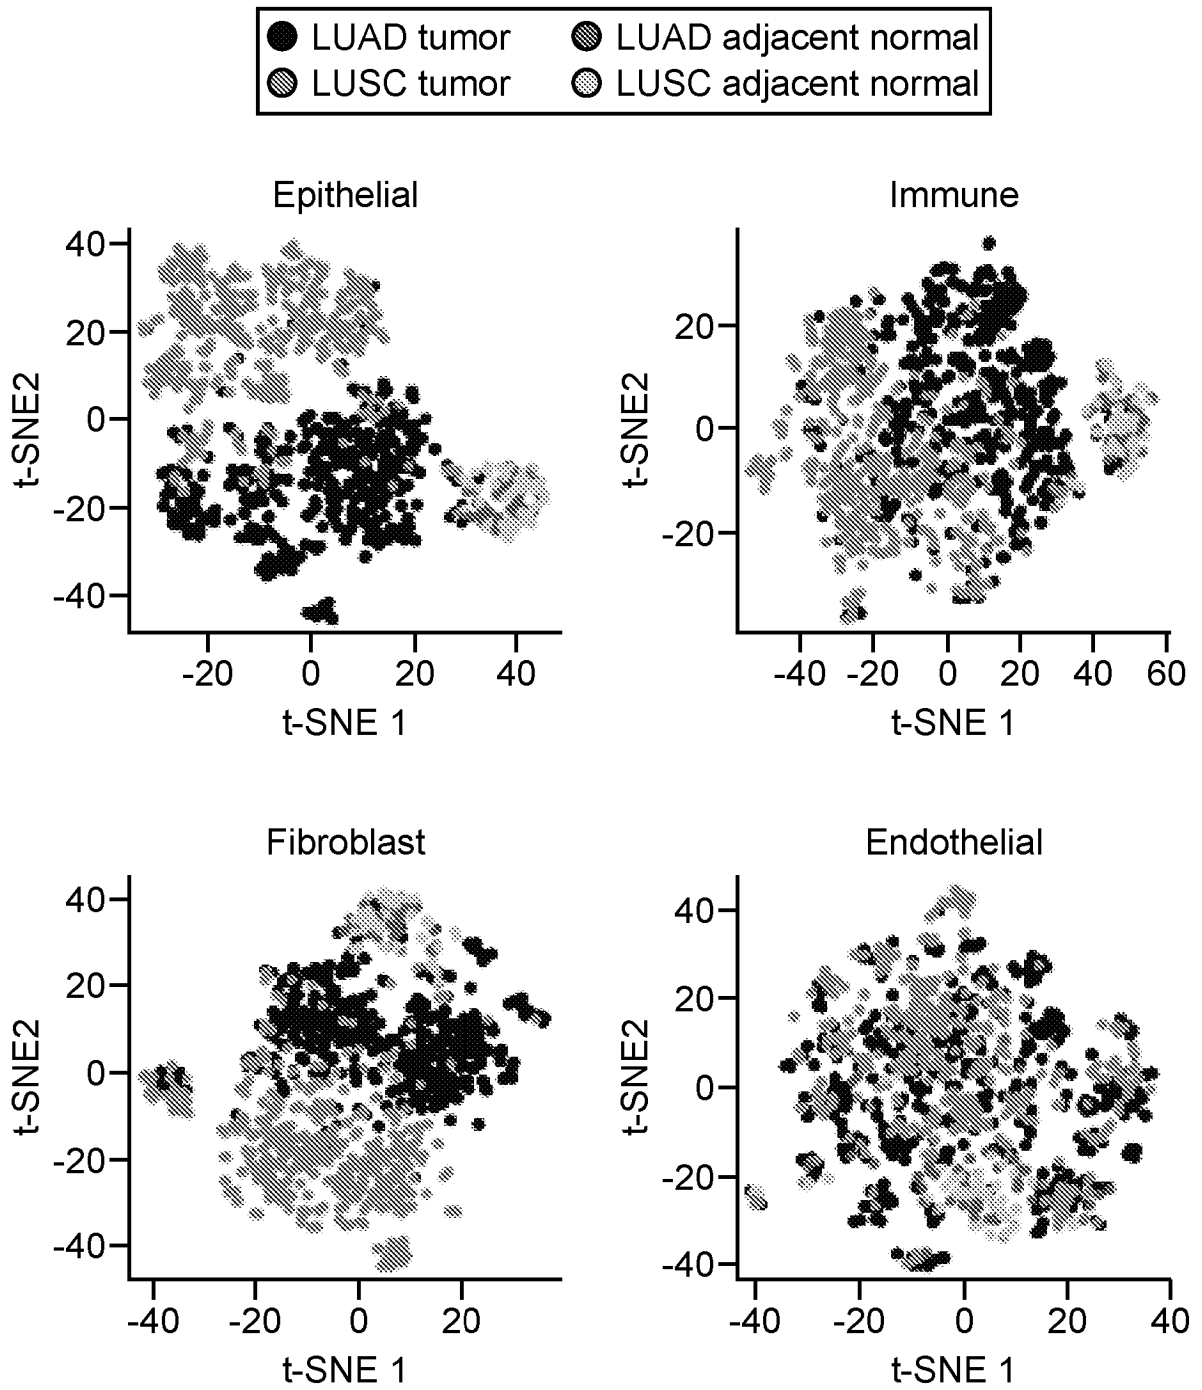 LUAD tumor LUAD adjacent normal
LUSC tumor LUSC adjacent normal
Epithelial
40
20
0
-20
-40
t-SNE2
-20 0 20 40
t-SNE 1
Immune
20
0
-20
t-SNE2
-40 -20 0 20 40 60
t-SNE 1
Fibroblast
40
20
0
-20
-40
t-SNE2
-40 -20 0 20
t-SNE 1
Endothelial
40
20
0
-20
-40
t-SNE2
-40 -20 0 20 40
t-SNE 1